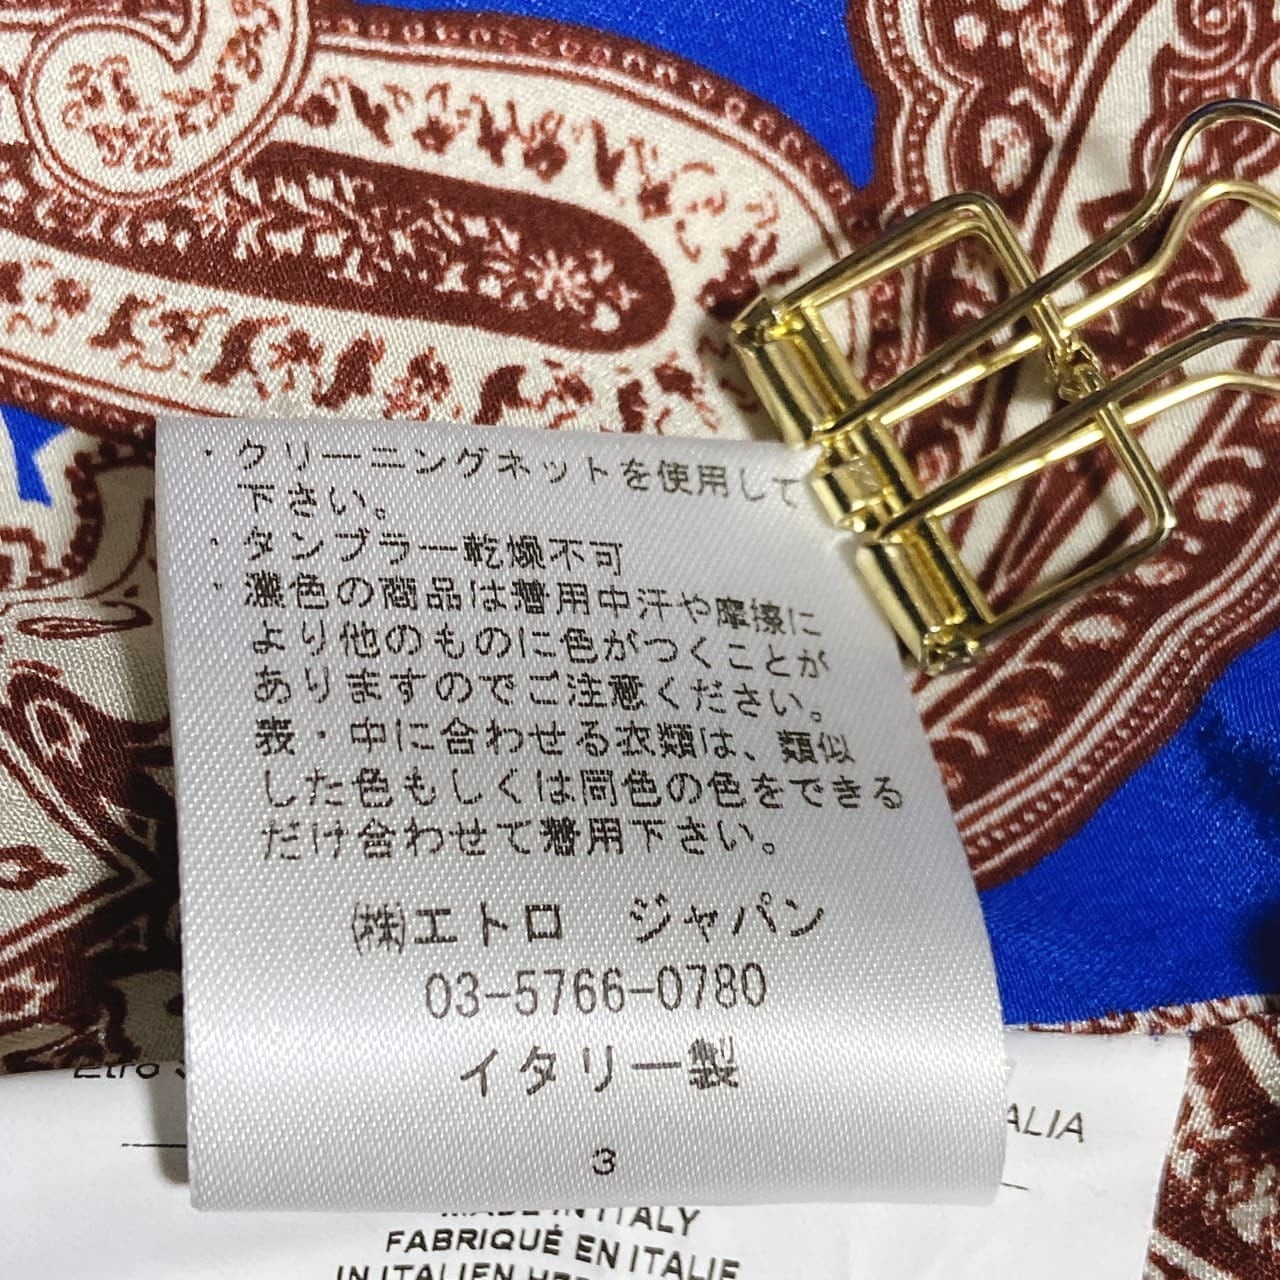 ・クリーニングネットを使用して
下さい。
・タンブラー乾燥不可
・濃色の商品は着用中汗や摩擦に
より他のものに色がつくことが
ありますのでご注意ください。
表・中に合わせる衣類は、類似
した色もしくは同色の色をできる
だけ合わせて着用下さい。
㈱エトロ ジャパン
03-5766-0780
イタリー製
3
Etro
ALIA
MADE IN ITALY
FABRIQUÉ EN ITALIE
IN ITALIEN